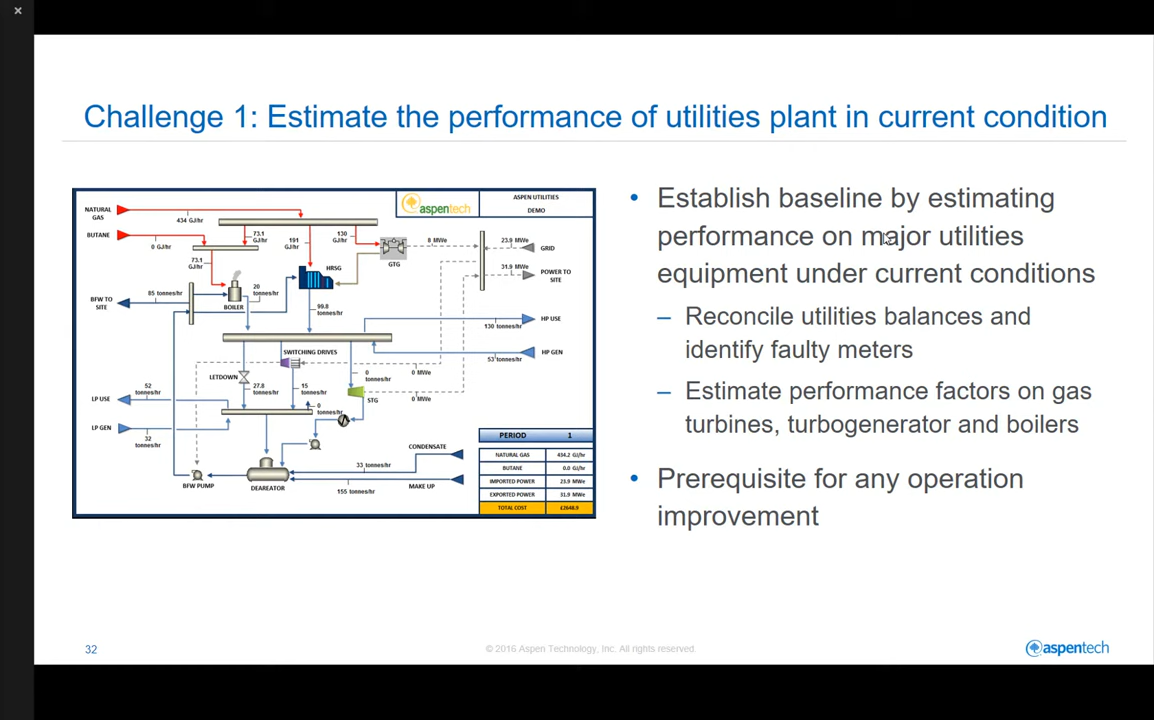 Challenge 1: Estimate the performance of utilities plant in current condition
aspentech
ASPEN UTILITIES
DEMO
NATURAL
GAS
434 GJ/hr
BUTANE
0 GJ/hr
73.1
GJ/hr
191
GJ/hr
130
GJ/hr
8 MWe
23.9 MWe
GRID
GTG
73.1
GJ/hr
HRSG
31.9 MWe
POWER TO
SITE
85 tonnes/hr
BFW TO
SITE
20
tonnes/hr
BOILER
99.8
tonnes/hr
130 tonnes/hr
HP USE
SWITCHING DRIVES
53 tonnes/hr
HP GEN
LETDOWN
0
tonnes/hr
0 MWe
27.8
tonnes/hr
15
tonnes/hr
STG
0 MWe
52
tonnes/hr
LP USE
0
tonnes/hr
LP GEN
32
tonnes/hr
CONDENSATE
33 tonnes/hr
BFW PUMP
DEAREATOR
155 tonnes/hr
MAKE UP
PERIOD 1
NATURAL GAS 434.2 GJ/hr
BUTANE 0.0 GJ/hr
IMPORTED POWER 23.9 MWe
EXPORTED POWER 31.9 MWe
TOTAL COST £2648.9
• Establish baseline by estimating
performance on major utilities
equipment under current conditions
– Reconcile utilities balances and
identify faulty meters
– Estimate performance factors on gas
turbines, turbogenerator and boilers
• Prerequisite for any operation
improvement
32
© 2016 Aspen Technology, Inc. All rights reserved.
aspentech